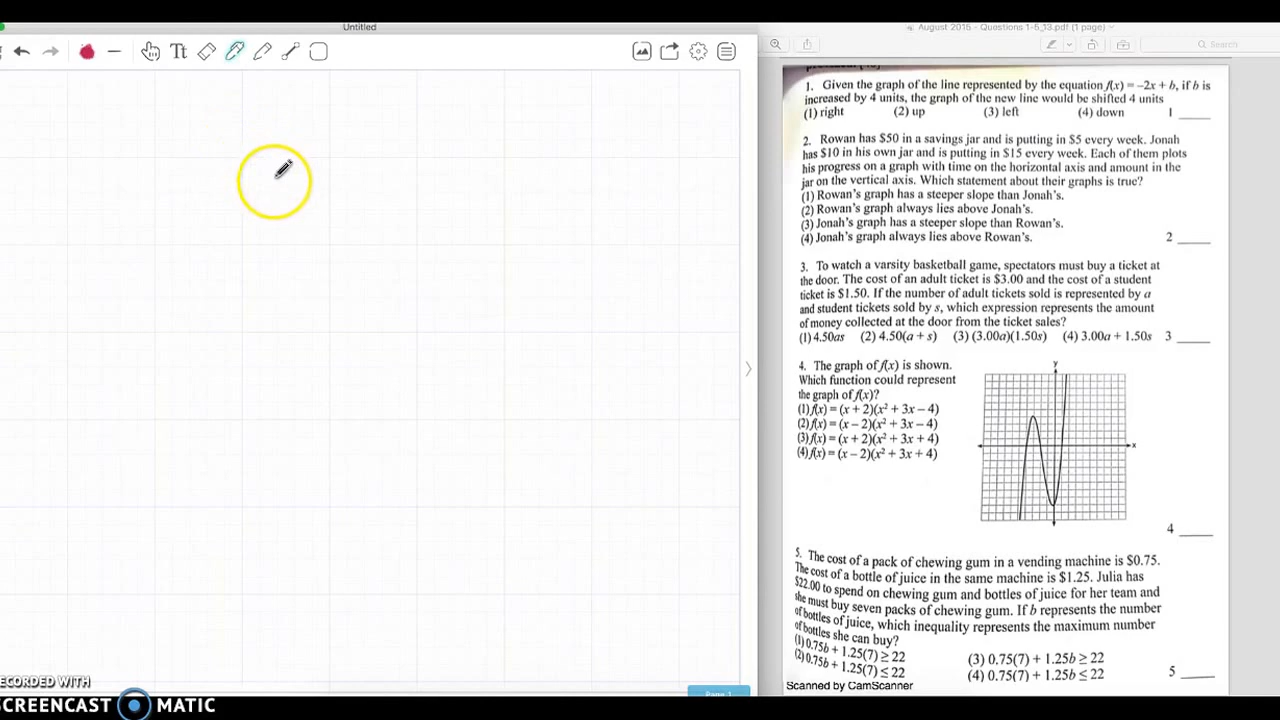 Untitled
August 2015 - Questions 1-5_13.pdf (1 page)
Tt
Search
1. Given the graph of the line represented by the equation f(x) = –2x + b, if b is
increased by 4 units, the graph of the new line would be shifted 4 units
(1) right (2) up (3) left (4) down 1 ____
2. Rowan has $50 in a savings jar and is putting in $5 every week. Jonah
has $10 in his own jar and is putting in $15 every week. Each of them plots
his progress on a graph with time on the horizontal axis and amount in the
jar on the vertical axis. Which statement about their graphs is true?
(1) Rowan's graph has a steeper slope than Jonah's.
(2) Rowan's graph always lies above Jonah's.
(3) Jonah's graph has a steeper slope than Rowan's.
(4) Jonah's graph always lies above Rowan's. 2 ____
3. To watch a varsity basketball game, spectators must buy a ticket at
the door. The cost of an adult ticket is $3.00 and the cost of a student
ticket is $1.50. If the number of adult tickets sold is represented by a
and student tickets sold by s, which expression represents the amount
of money collected at the door from the ticket sales?
(1) 4.50as (2) 4.50(a + s) (3) (3.00a)(1.50s) (4) 3.00a + 1.50s 3 ____
4. The graph of f(x) is shown.
Which function could represent
the graph of f(x)?
(1) f(x) = (x + 2)(x² + 3x – 4)
(2) f(x) = (x – 2)(x² + 3x – 4)
(3) f(x) = (x + 2)(x² + 3x + 4)
(4) f(x) = (x – 2)(x² + 3x + 4)
y
x
4 ____
5. The cost of a pack of chewing gum in a vending machine is $0.75.
The cost of a bottle of juice in the same machine is $1.25. Julia has
$22.00 to spend on chewing gum and bottles of juice for her team and
she must buy seven packs of chewing gum. If b represents the number
of bottles of juice, which inequality represents the maximum number
of bottles she can buy?
(1) 0.75b + 1.25(7) ≥ 22 (3) 0.75(7) + 1.25b ≥ 22
(2) 0.75b + 1.25(7) ≤ 22 (4) 0.75(7) + 1.25b ≤ 22 5 ____
Scanned by CamScanner
Page 1
ECORDED WITH
SCREENCAST MATIC